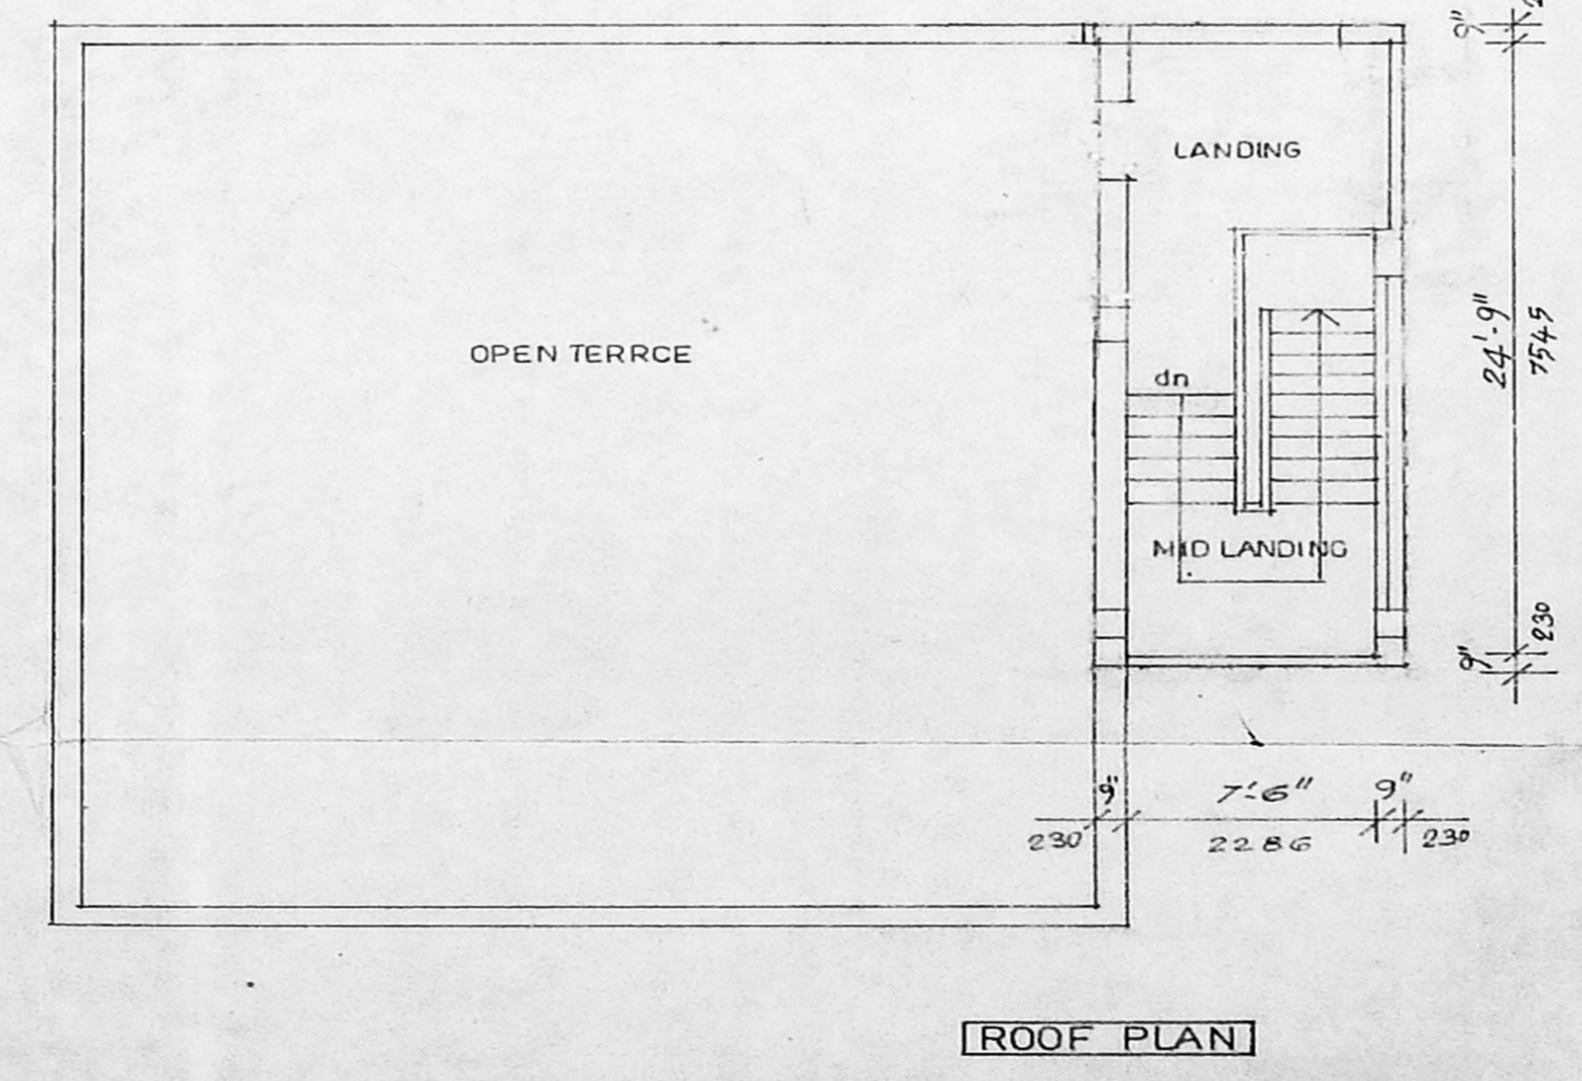 9"
LANDING
OPEN TERRCE
dn
24'-9"
7545
MID LANDING
230
9"
9" 7'-6" 9"
230 2286 230
ROOF PLAN